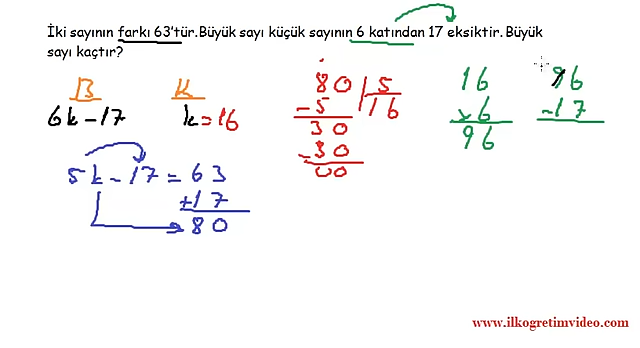 İki sayının farkı 63'tür.Büyük sayı küçük sayının 6 katından 17 eksiktir. Büyük
sayı kaçtır?
B K
6k-17 k=16
5k-17=63
+17
80
80 5
-5 16
30
-30
00
16
x6
96
96
-17
www.ilkogretimvideo.com